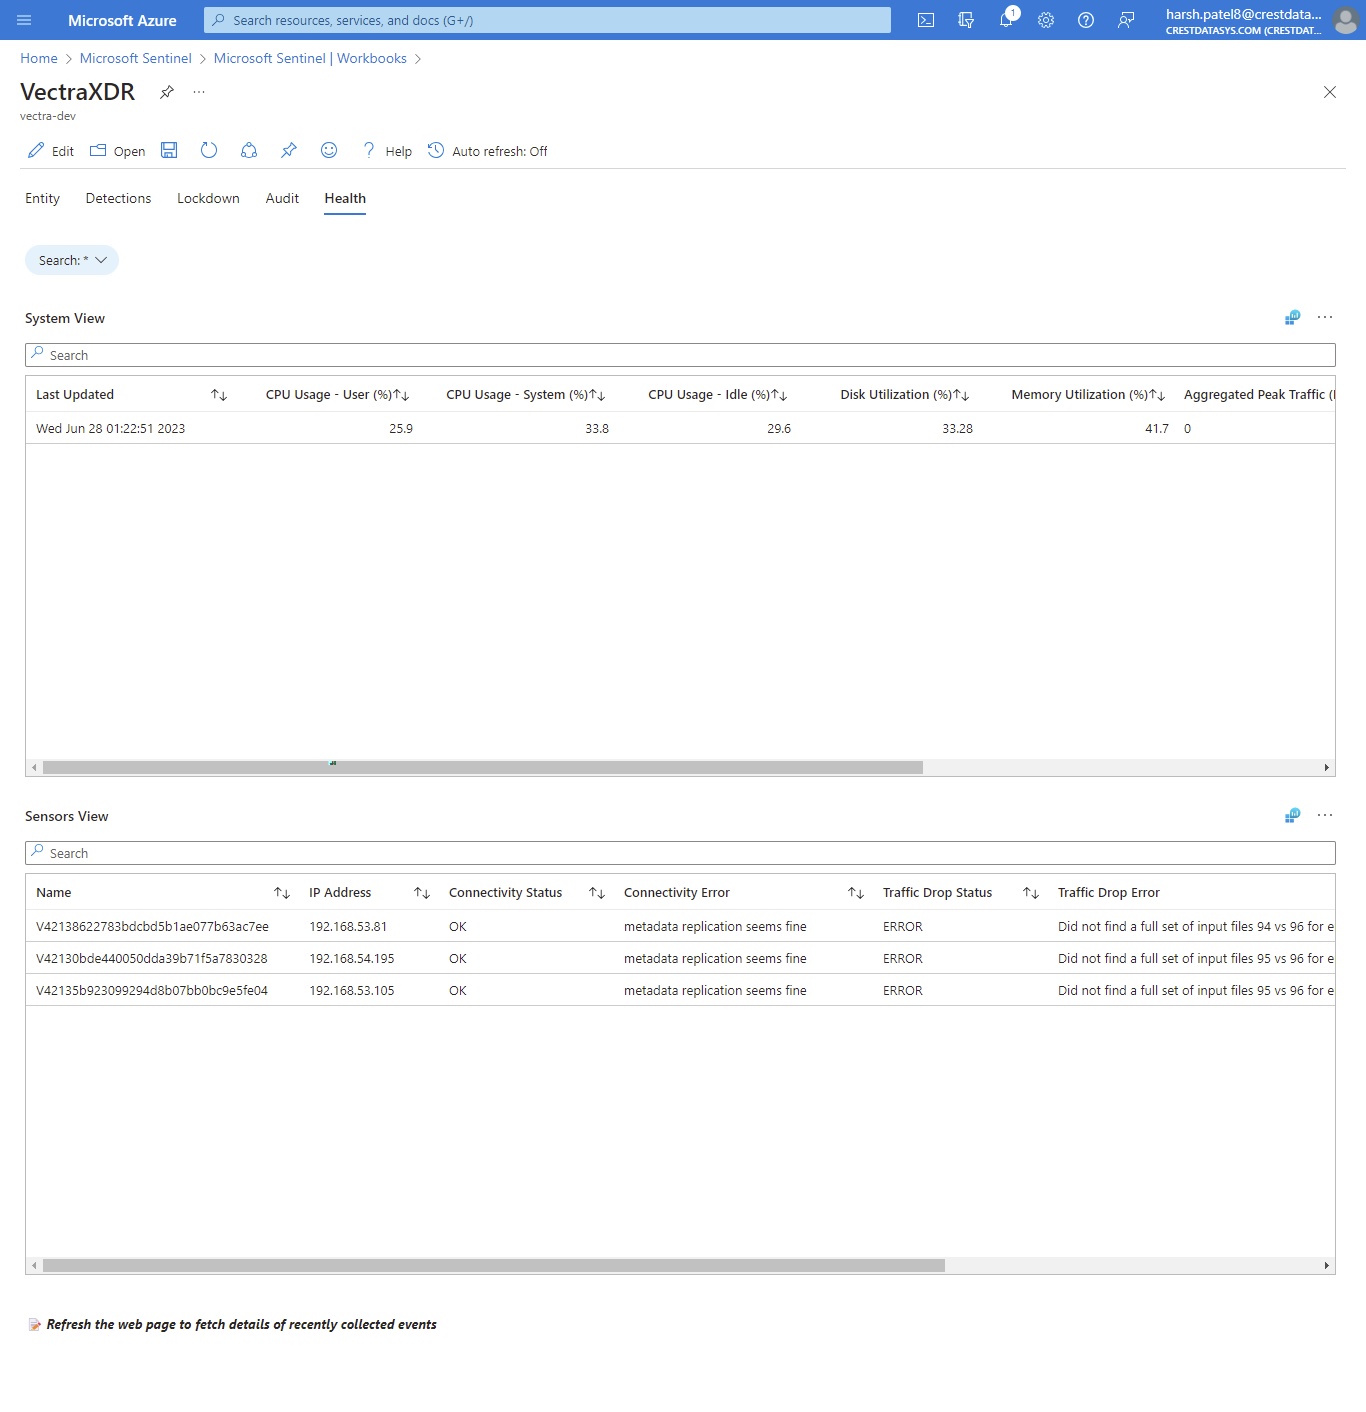 Microsoft Azure
Search resources, services, and docs (G+/)
1
harsh.patel8@crestdata...
CRESTDATASYS.COM (CRESTDAT...
Home > Microsoft Sentinel > Microsoft Sentinel | Workbooks >
VectraXDR
vectra-dev
Edit Open Help Auto refresh: Off
Entity Detections Lockdown Audit Health
Search: *
System View
Search
Last Updated CPU Usage - User (%) CPU Usage - System (%) CPU Usage - Idle (%) Disk Utilization (%) Memory Utilization (%) Aggregated Peak Traffic (
Wed Jun 28 01:22:51 2023 25.9 33.8 29.6 33.28 41.7 0
Sensors View
Search
Name IP Address Connectivity Status Connectivity Error Traffic Drop Status Traffic Drop Error
V42138622783bdcbd5b1ae077b63ac7ee 192.168.53.81 OK metadata replication seems fine ERROR Did not find a full set of input files 94 vs 96 for e
V42130bde440050dda39b71f5a7830328 192.168.54.195 OK metadata replication seems fine ERROR Did not find a full set of input files 95 vs 96 for e
V42135b923099294d8b07bb0bc9e5fe04 192.168.53.105 OK metadata replication seems fine ERROR Did not find a full set of input files 95 vs 96 for e
Refresh the web page to fetch details of recently collected events